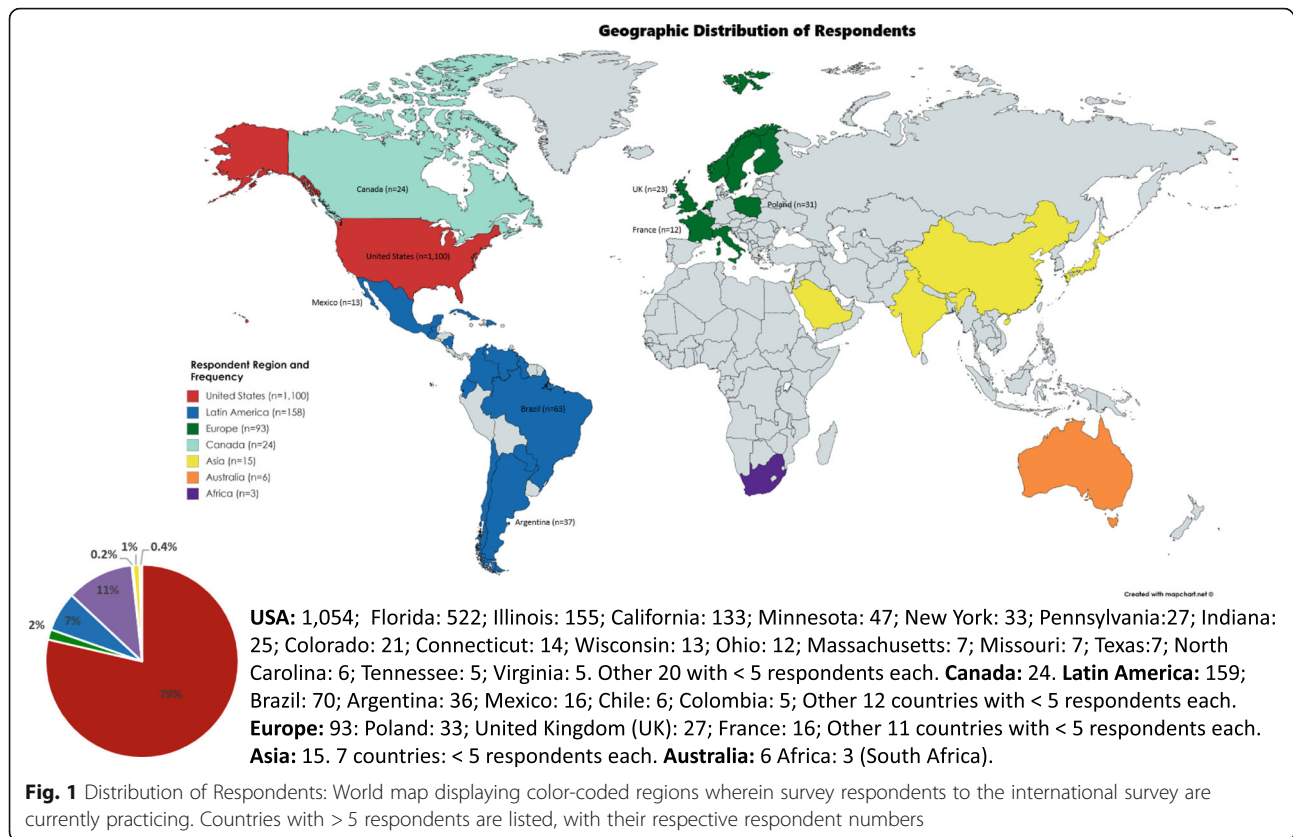 Geographic Distribution of Respondents
Canada (n=24)
UK (n=23)
Poland (n=31)
France (n=12)
United States (n=1,100)
Mexico (n=13)
Brazil (n=63)
Argentina (n=37)
Respondent Region and
Frequency
United States (n=1,100)
Latin America (n=158)
Europe (n=93)
Canada (n=24)
Asia (n=15)
Australia (n=6)
Africa (n=3)
Created with mapchart.net ©
0.2%
1%
0.4%
11%
7%
2%
79%
USA: 1,054; Florida: 522; Illinois: 155; California: 133; Minnesota: 47; New York: 33; Pennsylvania:27; Indiana:
25; Colorado: 21; Connecticut: 14; Wisconsin: 13; Ohio: 12; Massachusetts: 7; Missouri: 7; Texas:7; North
Carolina: 6; Tennessee: 5; Virginia: 5. Other 20 with < 5 respondents each. Canada: 24. Latin America: 159;
Brazil: 70; Argentina: 36; Mexico: 16; Chile: 6; Colombia: 5; Other 12 countries with < 5 respondents each.
Europe: 93: Poland: 33; United Kingdom (UK): 27; France: 16; Other 11 countries with < 5 respondents each.
Asia: 15. 7 countries: < 5 respondents each. Australia: 6 Africa: 3 (South Africa).
Fig. 1 Distribution of Respondents: World map displaying color-coded regions wherein survey respondents to the international survey are
currently practicing. Countries with > 5 respondents are listed, with their respective respondent numbers